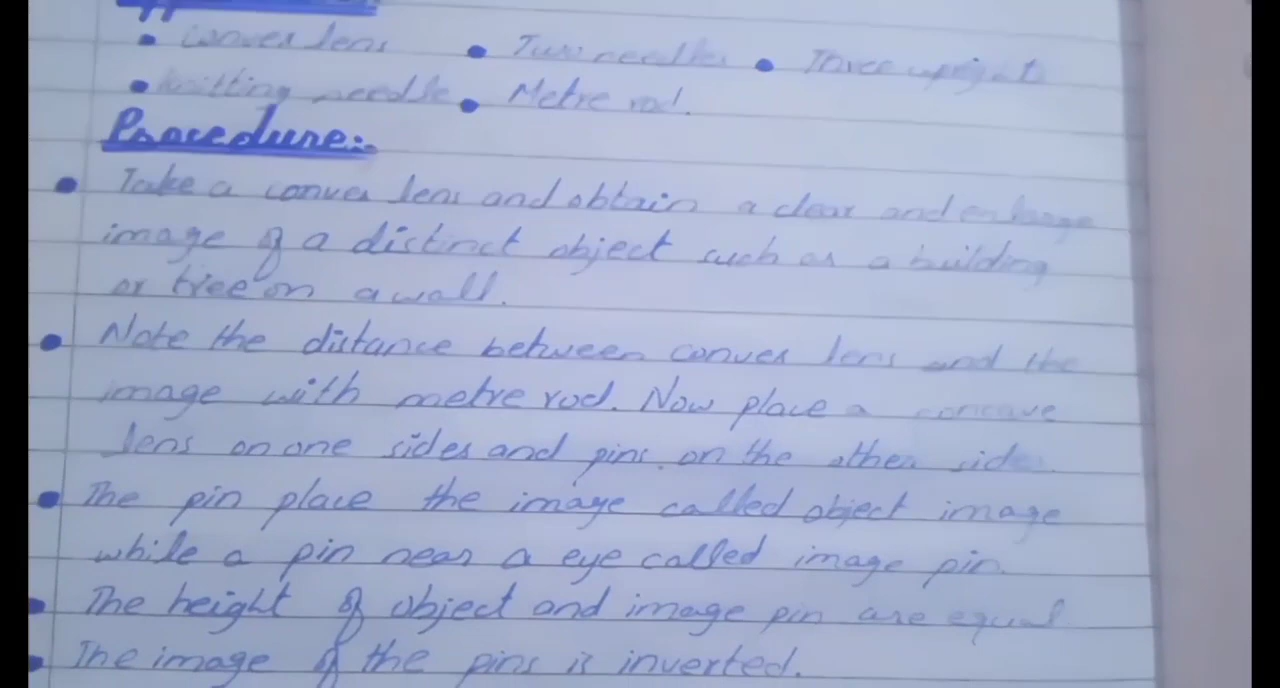 • Convex lens • Two needles • Three upright
• knitting needle • Metre rod.
Procedure:-
• Take a convex lens and obtain a clear and enlarge
image of a distinct object such as a building
or tree on a wall.
• Note the distance between convex lens and the
image with metre rod. Now place a concave
lens on one sides and pins on the other side
• The pin place the image called object image
while a pin near a eye called image pin
• The height of object and image pin are equal
• The image of the pins is inverted.